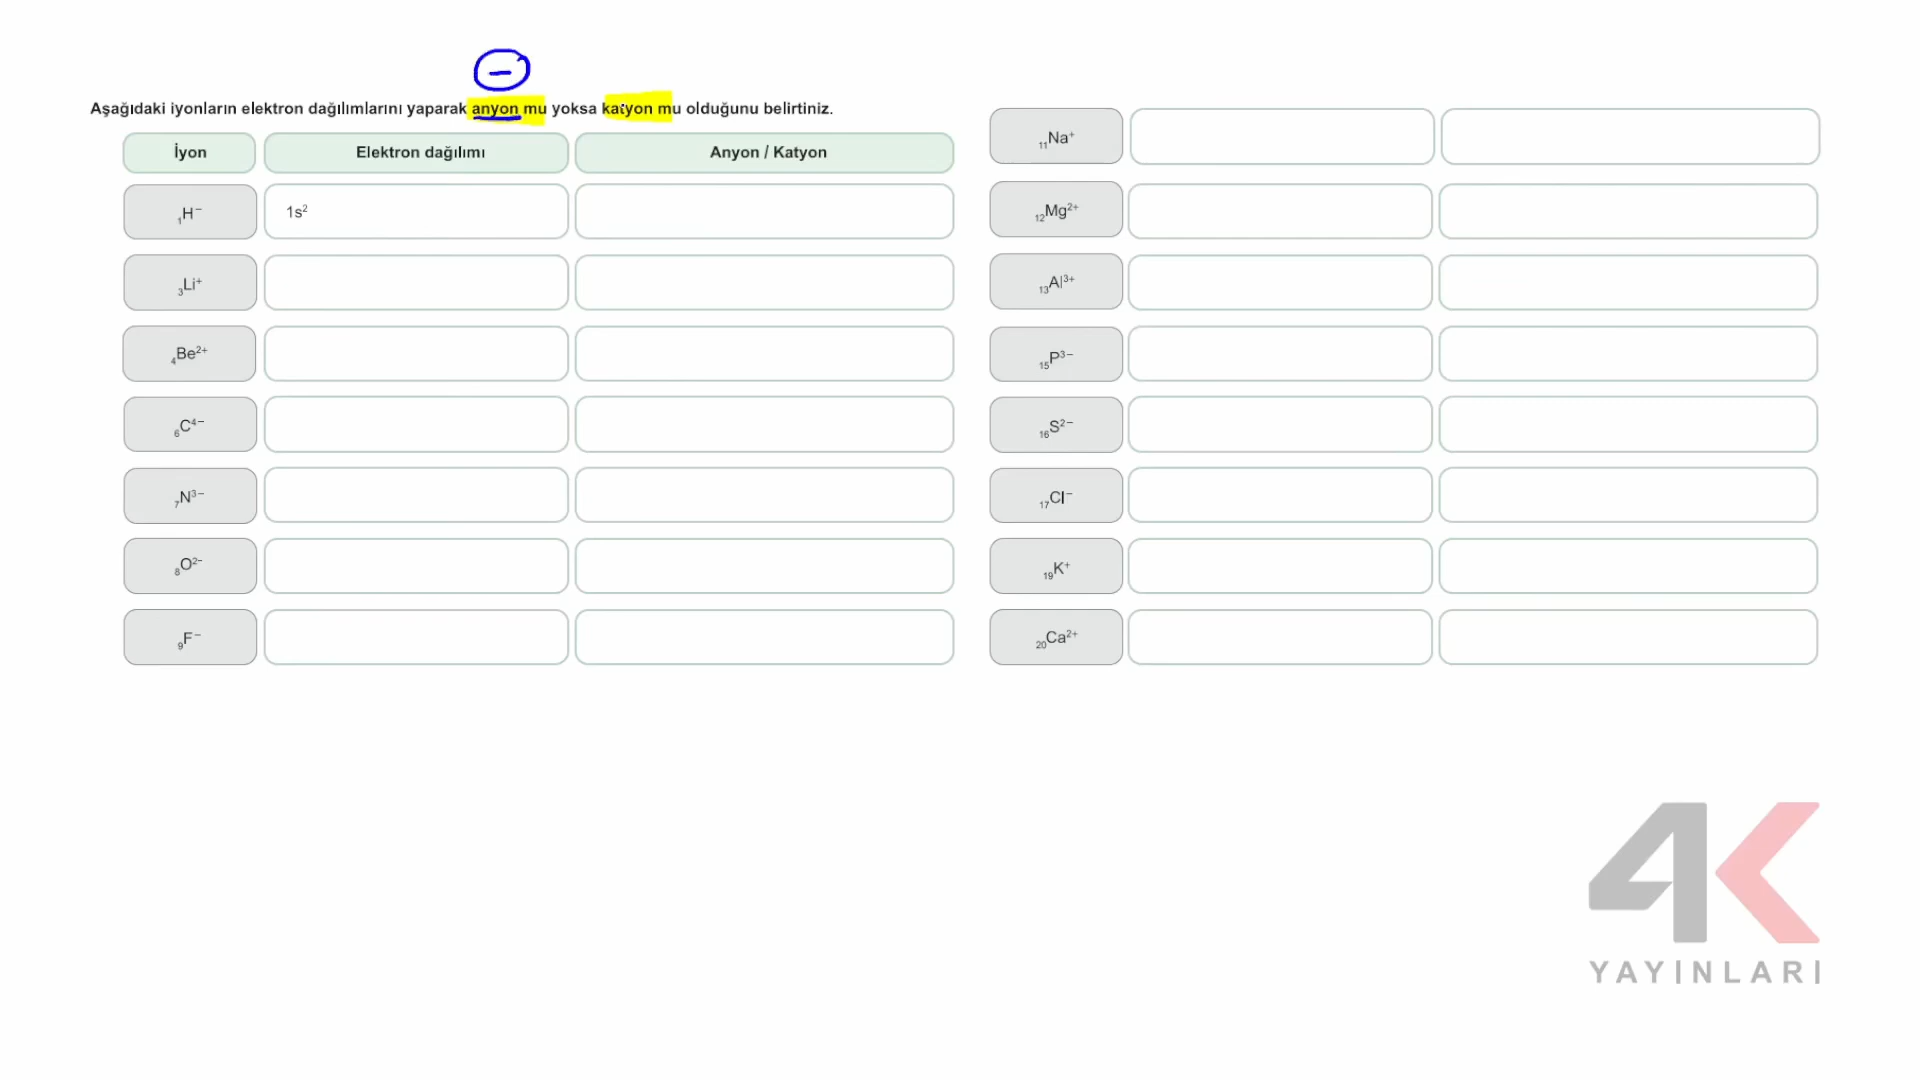 Aşağıdaki iyonların elektron dağılımlarını yaparak anyon mu yoksa katyon mu olduğunu belirtiniz.
İyon Elektron dağılımı Anyon / Katyon
₁H⁻ 1s²
₃Li⁺
₄Be²⁺
₆C⁴⁻
₇N³⁻
₈O²⁻
₉F⁻
₁₁Na⁺
₁₂Mg²⁺
₁₃Al³⁺
₁₅P³⁻
₁₆S²⁻
₁₇Cl⁻
₁₉K⁺
₂₀Ca²⁺
4K
YAYINLARI